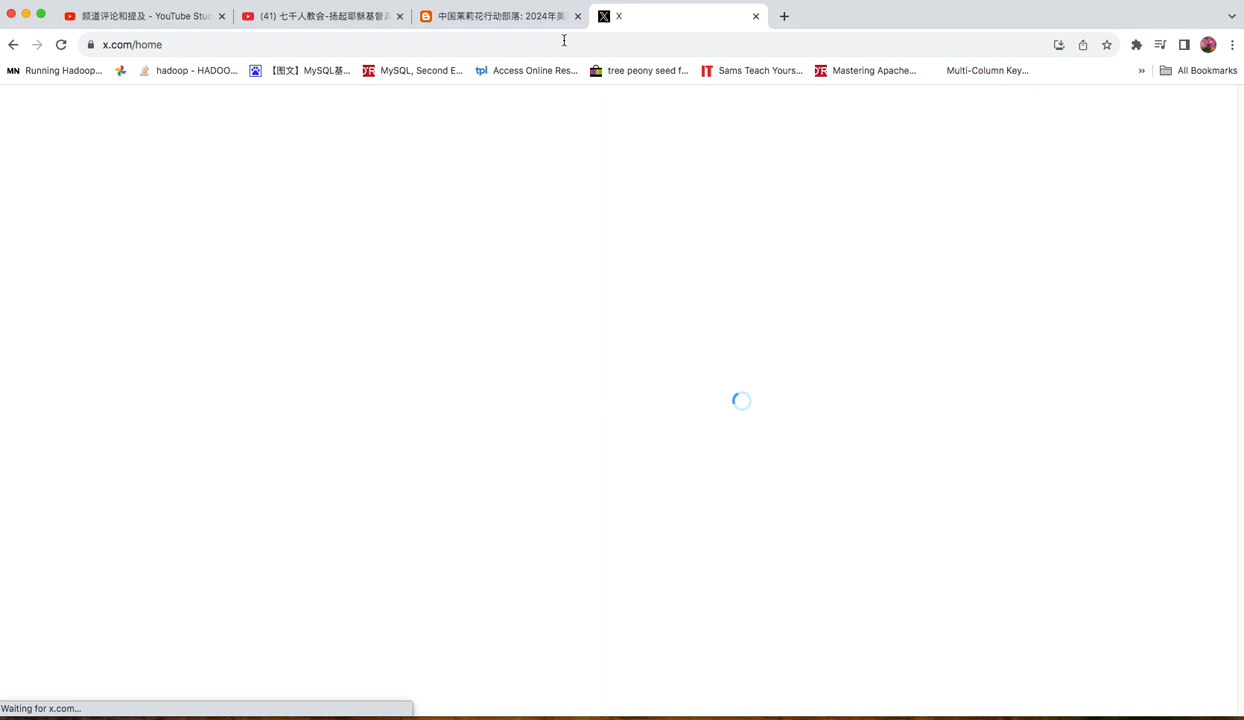 频道评论和提及 - YouTube Stu
(41) 七千人教会-扬起耶稣基督
中国茉莉花行动部落: 2024年美
X
x.com/home
MN Running Hadoop...
hadoop - HADOO...
【图文】MySQL基...
MySQL, Second E...
tpl Access Online Res...
tree peony seed f...
IT Sams Teach Yours...
Mastering Apache...
Multi-Column Key...
»
All Bookmarks
Waiting for x.com...